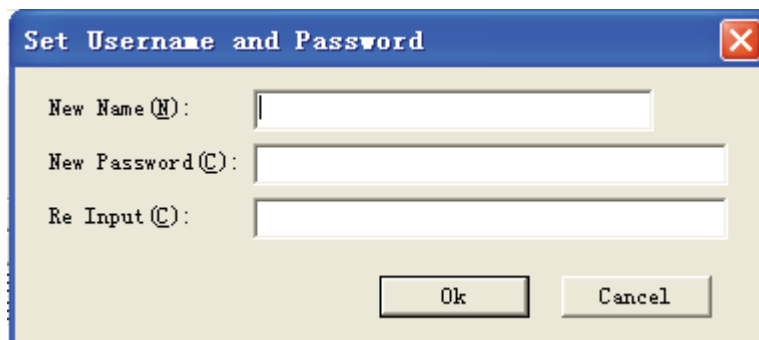 Set Username and Password
New Name(N):
New Password(C):
Re Input(C):
Ok Cancel